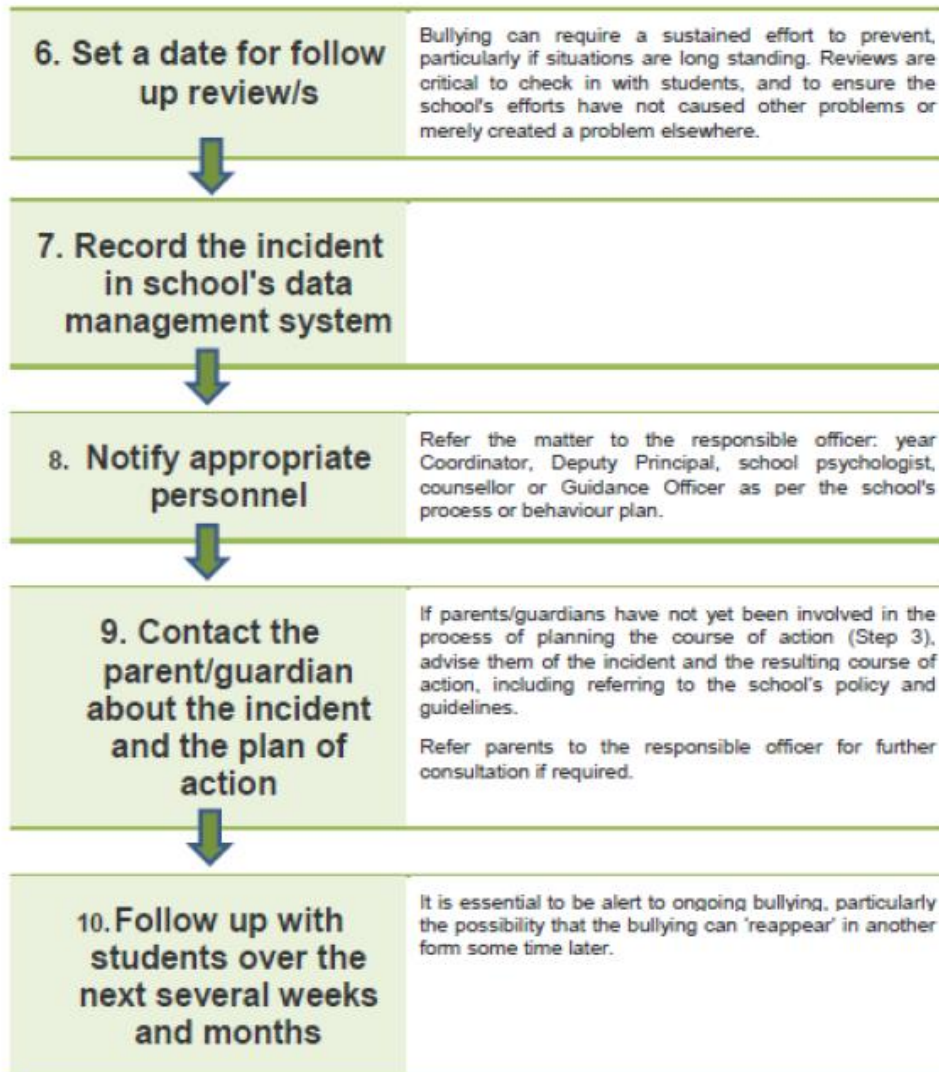 6. Set a date for follow
up review/s
Bullying can require a sustained effort to prevent,
particularly if situations are long standing. Reviews are
critical to check in with students, and to ensure the
school's efforts have not caused other problems or
merely created a problem elsewhere.
7. Record the incident
in school's data
management system
8. Notify appropriate
personnel
Refer the matter to the responsible officer: year
Coordinator, Deputy Principal, school psychologist,
counsellor or Guidance Officer as per the school's
process or behaviour plan.
9. Contact the
parent/guardian
about the incident
and the plan of
action
If parents/guardians have not yet been involved in the
process of planning the course of action (Step 3),
advise them of the incident and the resulting course of
action, including referring to the school's policy and
guidelines.
Refer parents to the responsible officer for further
consultation if required.
10. Follow up with
students over the
next several weeks
and months
It is essential to be alert to ongoing bullying, particularly
the possibility that the bullying can 'reappear' in another
form some time later.